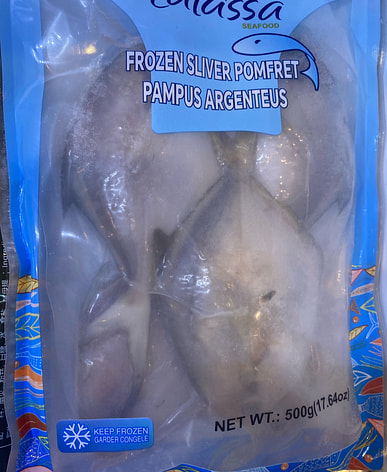 SEAFOOD
FROZEN SLIVER POMFRET
PAMPUS ARGENTEUS
NET WT.: 500g(17.64oz)
KEEP FROZEN
GARDER CONGELE